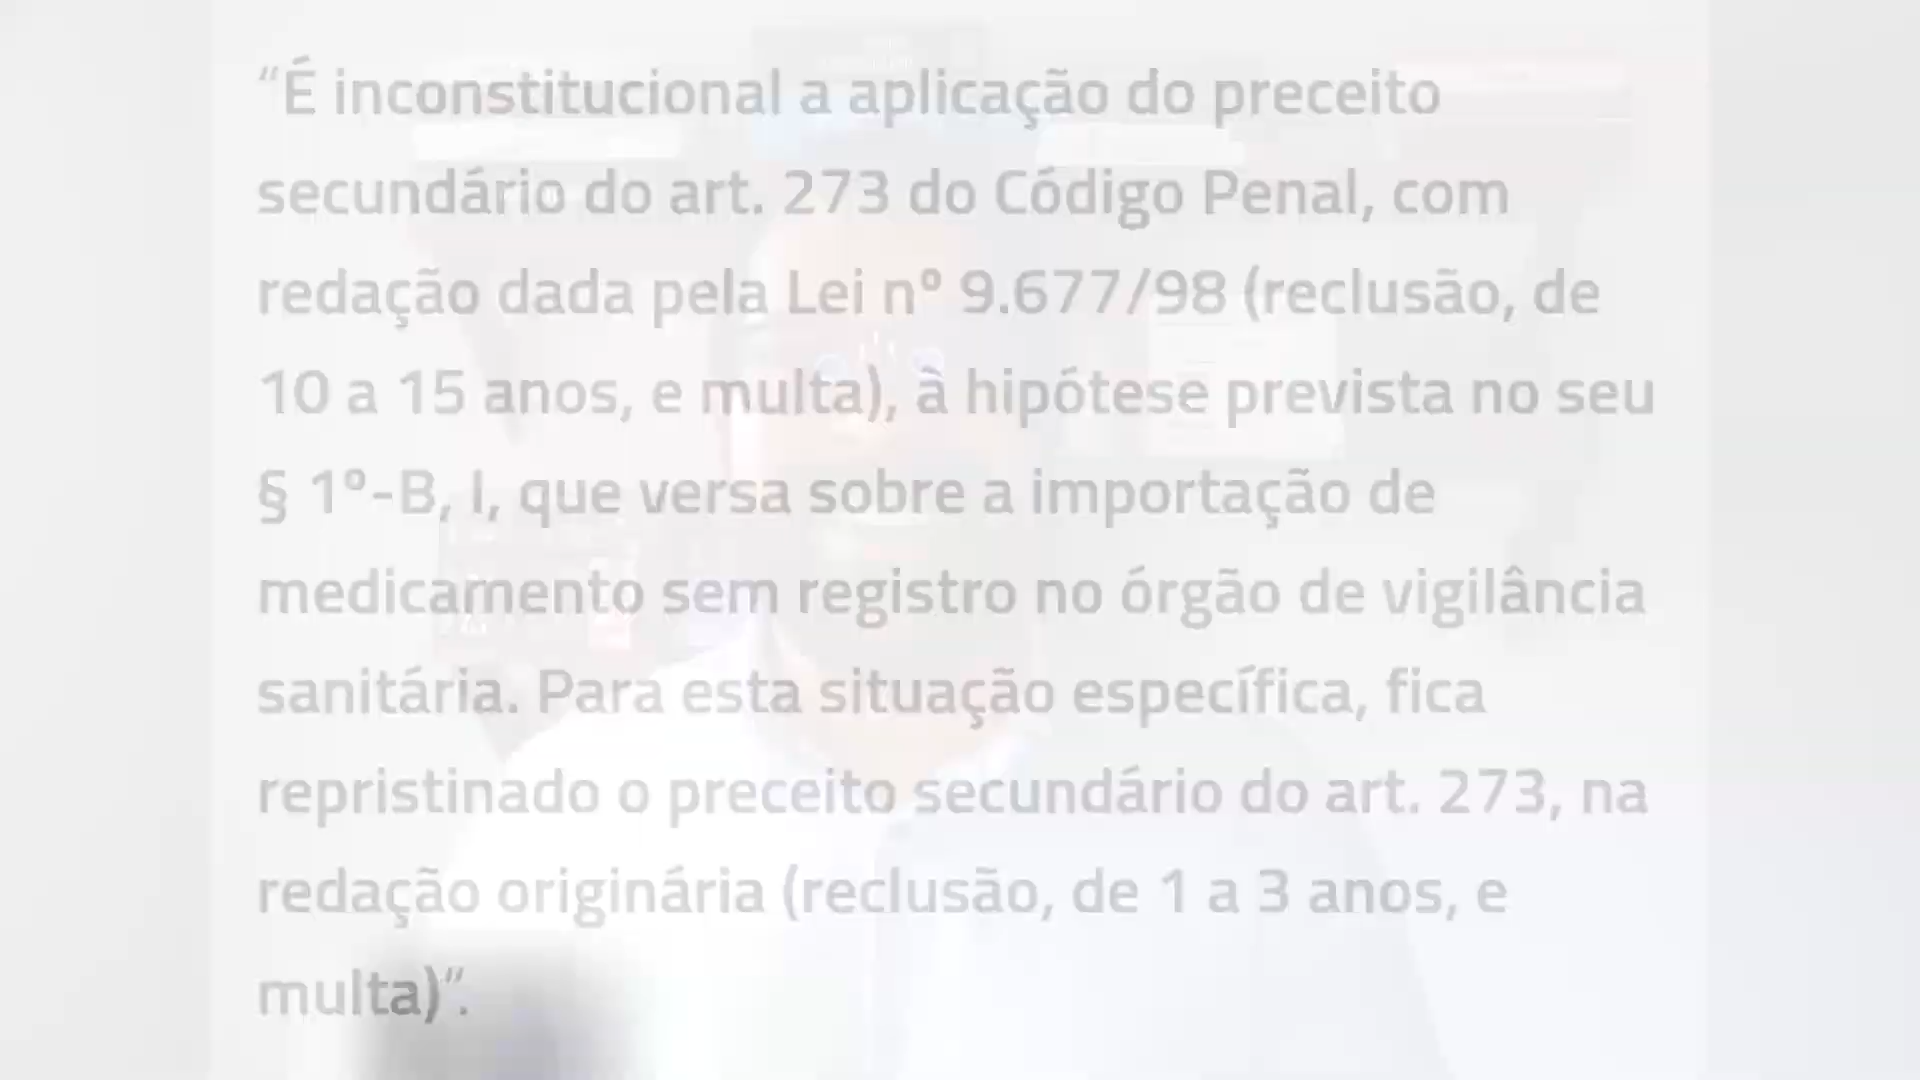 “É inconstitucional a aplicação do preceito
secundário do art. 273 do Código Penal, com
redação dada pela Lei nº 9.677/98 (reclusão, de
10 a 15 anos, e multa), à hipótese prevista no seu
§ 1º-B, I, que versa sobre a importação de
medicamento sem registro no órgão de vigilância
sanitária. Para esta situação específica, fica
repristinado o preceito secundário do art. 273, na
redação originária (reclusão, de 1 a 3 anos, e
multa)”.